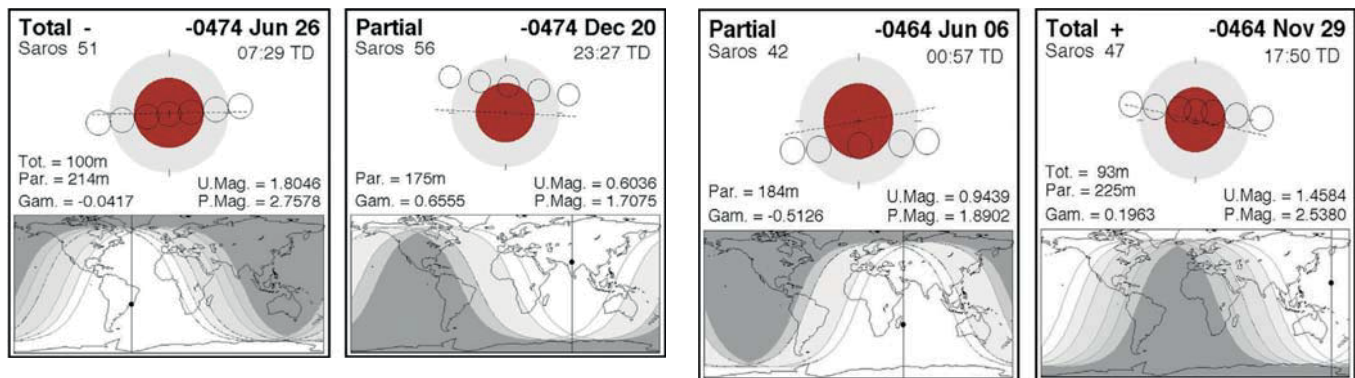 Total - -0474 Jun 26
Saros 51 07:29 TD
Tot. = 100m
Par. = 214m U.Mag. = 1.8046
Gam. = -0.0417 P.Mag. = 2.7578
Partial -0474 Dec 20
Saros 56 23:27 TD
Par. = 175m U.Mag. = 0.6036
Gam. = 0.6555 P.Mag. = 1.7075
Partial -0464 Jun 06
Saros 42 00:57 TD
Par. = 184m U.Mag. = 0.9439
Gam. = -0.5126 P.Mag. = 1.8902
Total + -0464 Nov 29
Saros 47 17:50 TD
Tot. = 93m
Par. = 225m U.Mag. = 1.4584
Gam. = 0.1963 P.Mag. = 2.5380